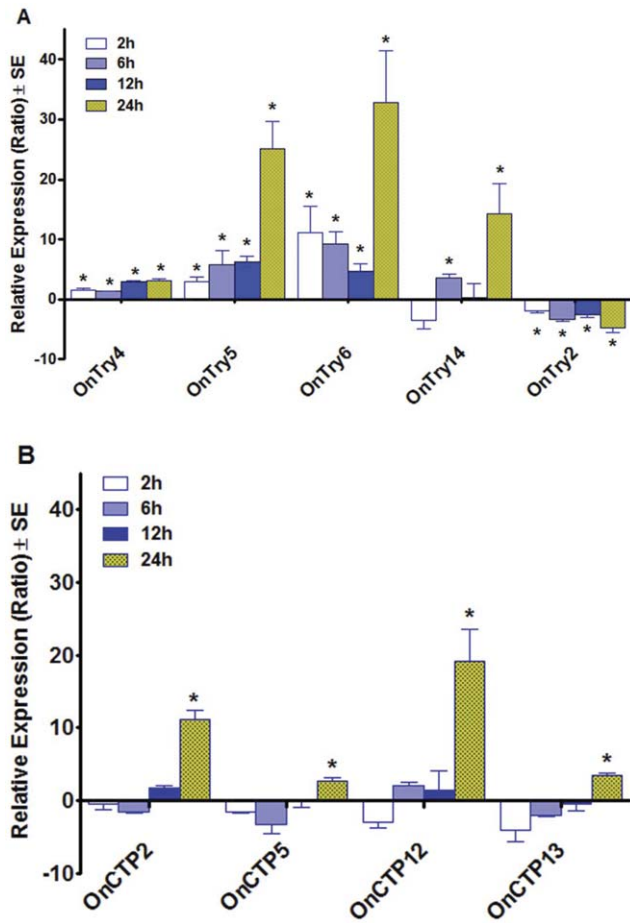 A
Relative Expression (Ratio) ± SE
40
30
20
10
0
-10
2h
6h
12h
24h
* * * *
* * * *
* * * *
* *
* * * *
OnTry4
OnTry5
OnTry6
OnTry14
OnTry2
B
Relative Expression (Ratio) ± SE
40
30
20
10
0
-10
2h
6h
12h
24h
*
*
*
*
OnCTP2
OnCTP5
OnCTP12
OnCTP13